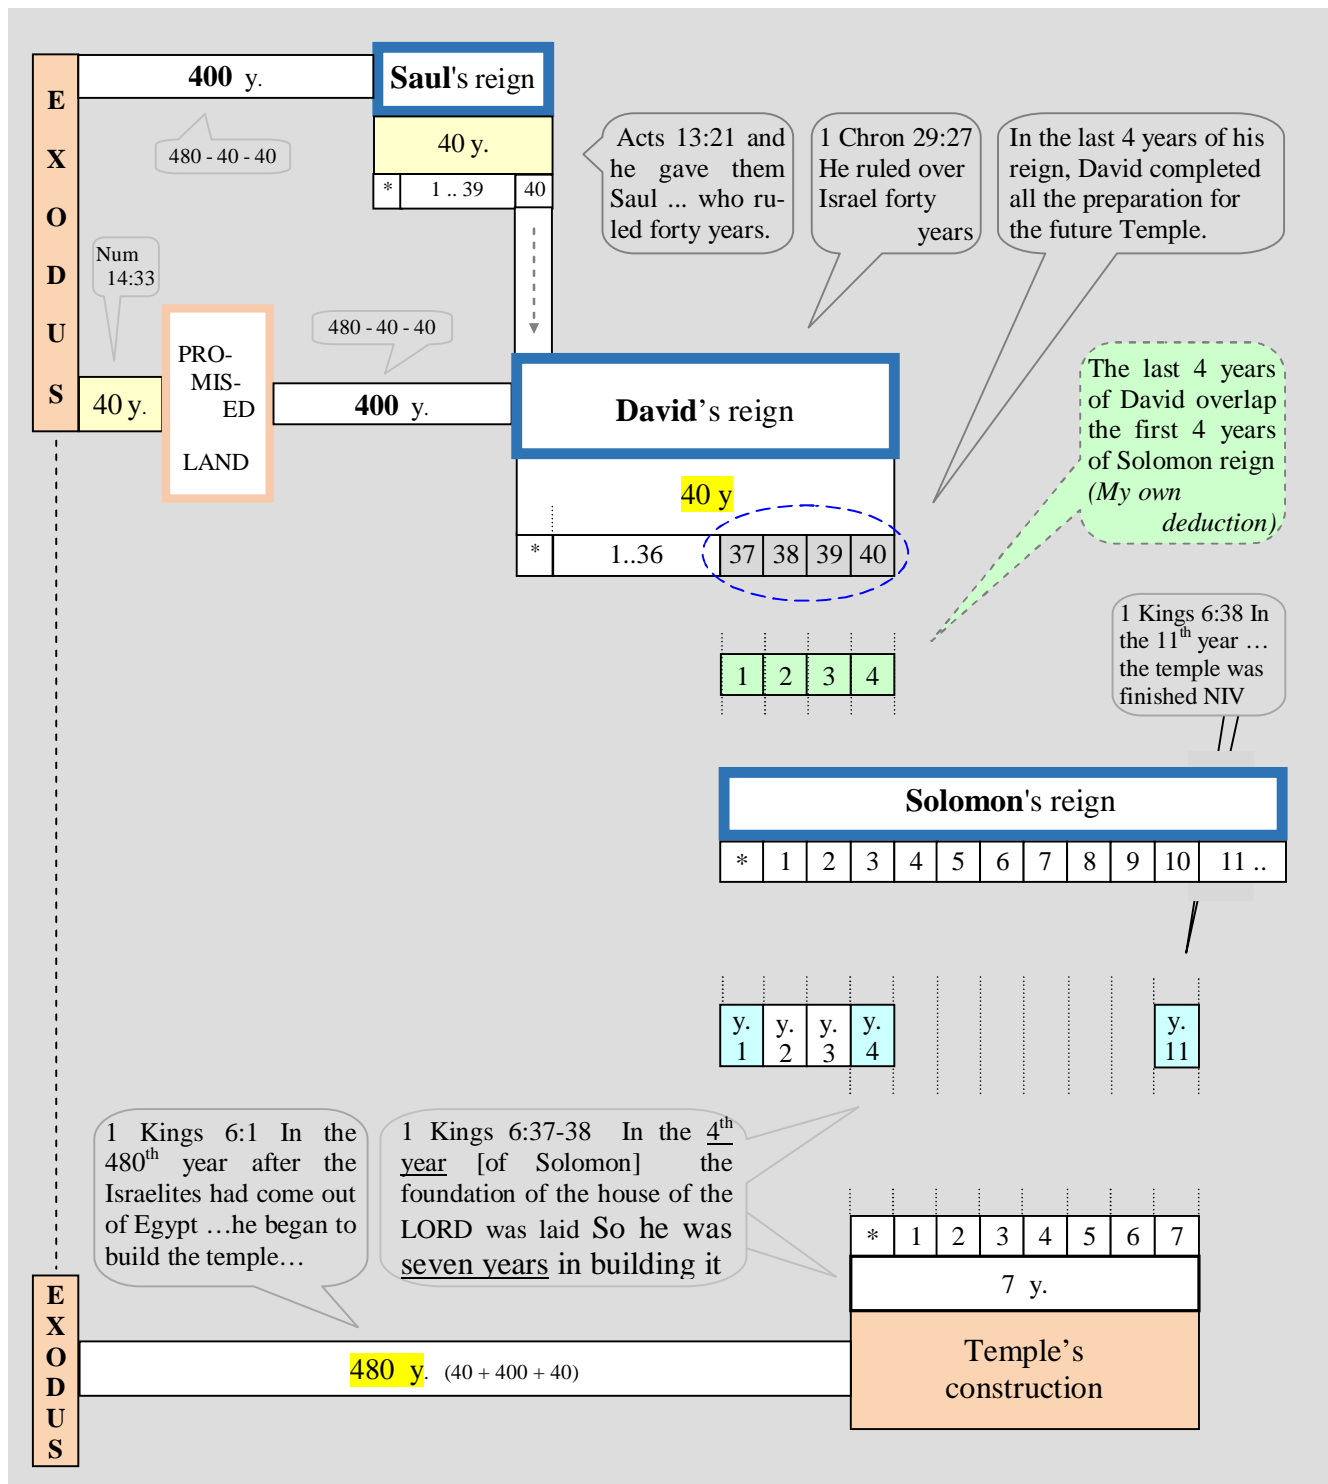 E
X
O
D
U
S
400 y.
Saul's reign
480 - 40 - 40
40 y.
* 1 .. 39 40
Acts 13:21 and
he gave them
Saul ... who ru-
led forty years.
1 Chron 29:27
He ruled over
Israel forty
years
In the last 4 years of his
reign, David completed
all the preparation for
the future Temple.
Num
14:33
40 y.
PRO-
MIS-
ED
LAND
480 - 40 - 40
400 y.
David’s reign
40 y
* 1..36 37 38 39 40
The last 4 years
of David overlap
the first 4 years
of Solomon reign
(My own
deduction)
1 2 3 4
1 Kings 6:38 In
the 11th year …
the temple was
finished NIV
Solomon's reign
* 1 2 3 4 5 6 7 8 9 10 11 ..
y. y. y. y. y.
1 2 3 4 11
1 Kings 6:1 In the
480th year after the
Israelites had come out
of Egypt …he began to
build the temple…
1 Kings 6:37-38 In the 4th
year [of Solomon] the
foundation of the house of the
LORD was laid So he was
seven years in building it
* 1 2 3 4 5 6 7
7 y.
Temple’s
construction
E
X
O
D
U
S
480 y. (40 + 400 + 40)